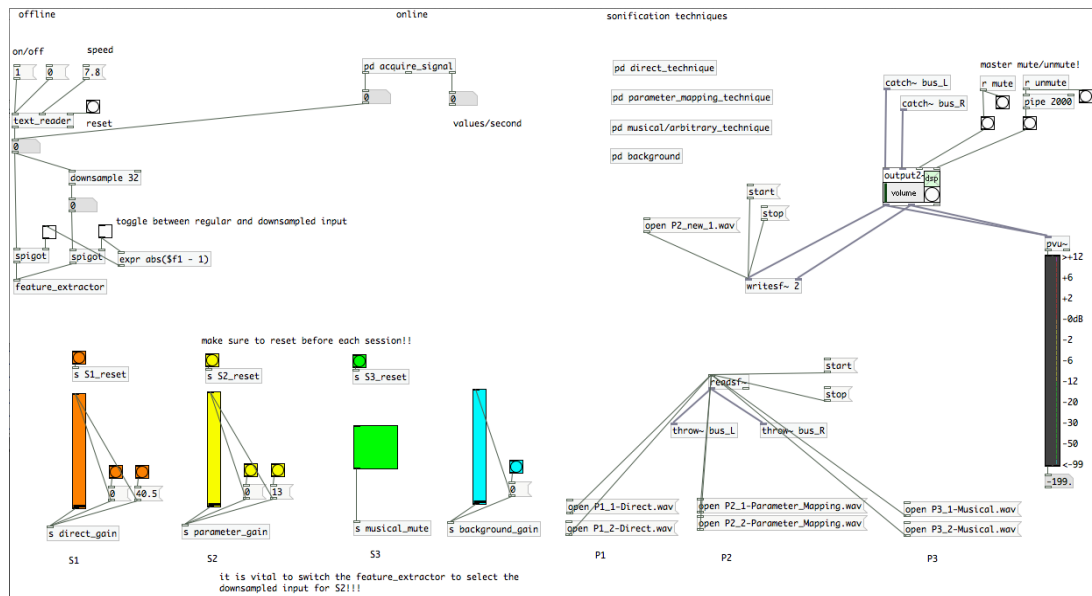 offline
online
sonification techniques
on/off
speed
1
0
7.8
text_reader
reset
0
pd acquire_signal
0
0
values/second
downsample 32
0
toggle between regular and downsampled input
spigot
spigot
expr abs($f1 - 1)
feature_extractor
pd direct_technique
pd parameter_mapping_technique
pd musical/arbitrary_technique
pd background
master mute/unmute!
catch~ bus_L
r mute
r unmute
catch~ bus_R
pipe 2000
output2~
dsp
volume
start
stop
open P2_new_1.wav
writesf~ 2
pvu~
>+12
+6
+2
-0dB
-2
-6
-12
-20
-30
-50
<-99
-199.
make sure to reset before each session!!
s S1_reset
s S2_reset
s S3_reset
0
40.5
0
13
0
s direct_gain
s parameter_gain
s musical_mute
s background_gain
S1
S2
S3
it is vital to switch the feature_extractor to select the
downsampled input for S2!!!
start
readsf~
stop
throw~ bus_L
throw~ bus_R
open P1_1-Direct.wav
open P1_2-Direct.wav
open P2_1-Parameter_Mapping.wav
open P2_2-Parameter_Mapping.wav
open P3_1-Musical.wav
open P3_2-Musical.wav
P1
P2
P3